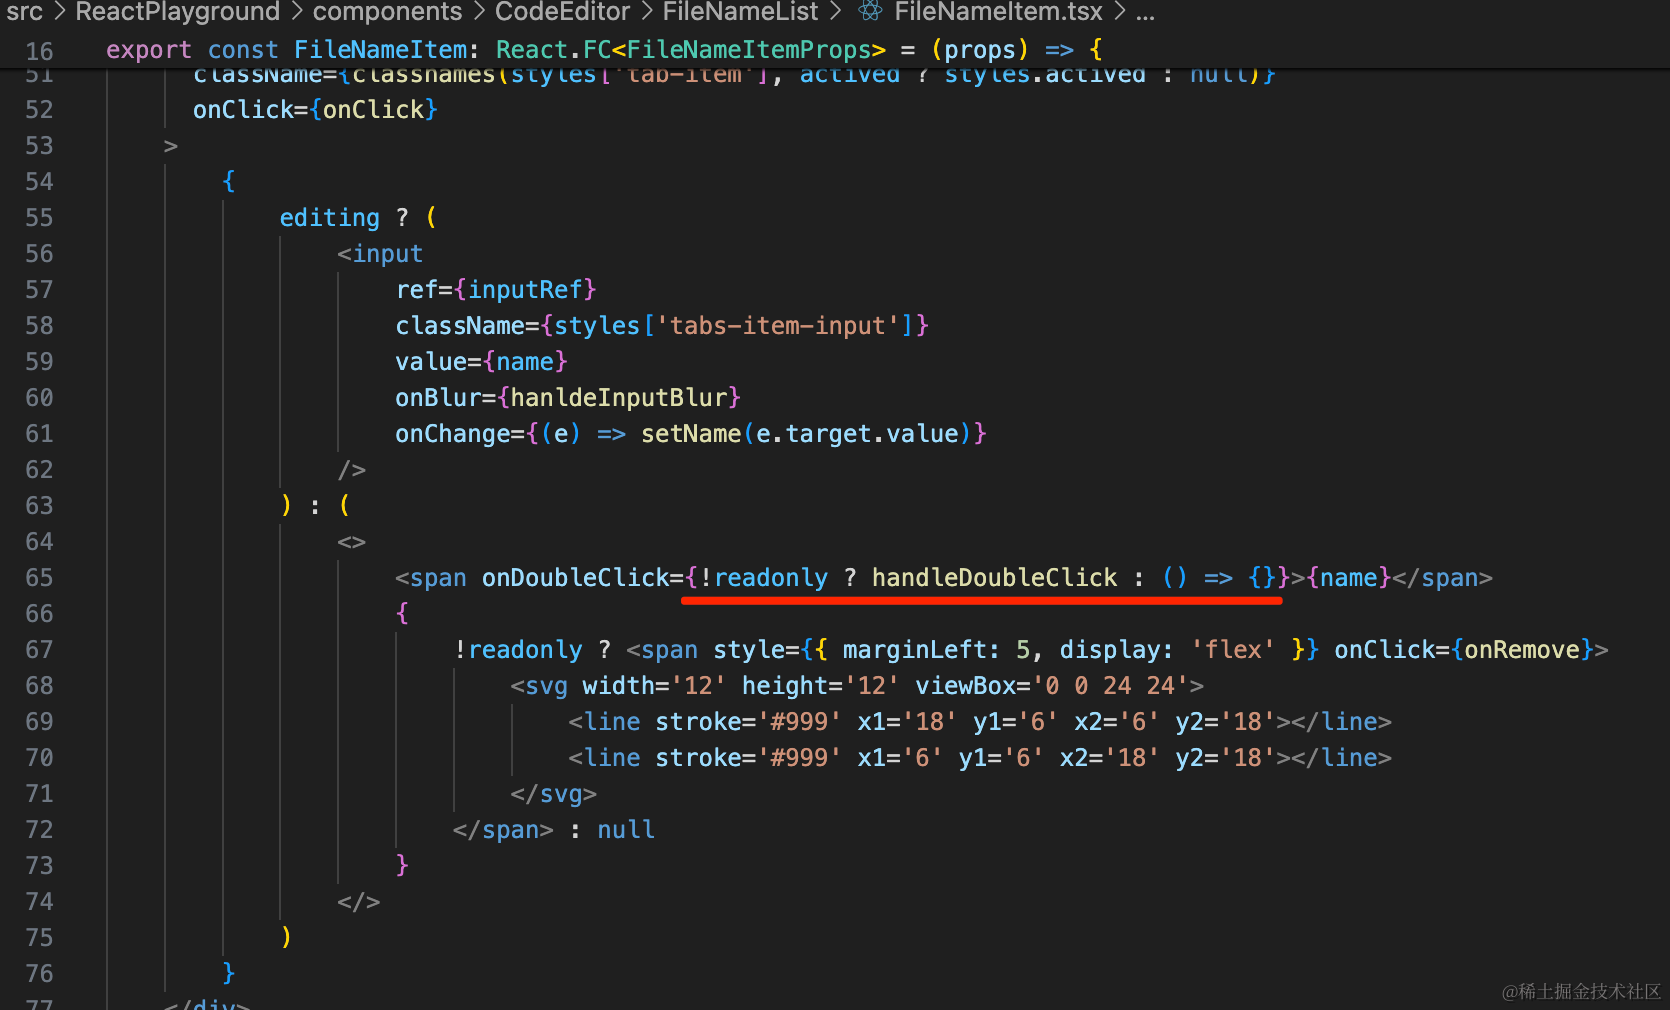 src > ReactPlayground > components > CodeEditor > FileNameList > FileNameItem.tsx > ...
16 export const FileNameItem: React.FC<FileNameItemProps> = (props) => {
51 className={classnames(styles['tab-item'], actived ? styles.actived : null)}
52 onClick={onClick}
53 >
54 {
55 editing ? (
56 <input
57 ref={inputRef}
58 className={styles['tabs-item-input']}
59 value={name}
60 onBlur={hanldeInputBlur}
61 onChange={(e) => setName(e.target.value)}
62 />
63 ) : (
64 <>
65 <span onDoubleClick={!readonly ? handleDoubleClick : () => {}}>{name}</span>
66 {
67 !readonly ? <span style={{ marginLeft: 5, display: 'flex' }} onClick={onRemove}>
68 <svg width='12' height='12' viewBox='0 0 24 24'>
69 <line stroke='#999' x1='18' y1='6' x2='6' y2='18'></line>
70 <line stroke='#999' x1='6' y1='6' x2='18' y2='18'></line>
71 </svg>
72 </span> : null
73 }
74 </>
75 )
76 }
77 </div>
@稀土掘金技术社区